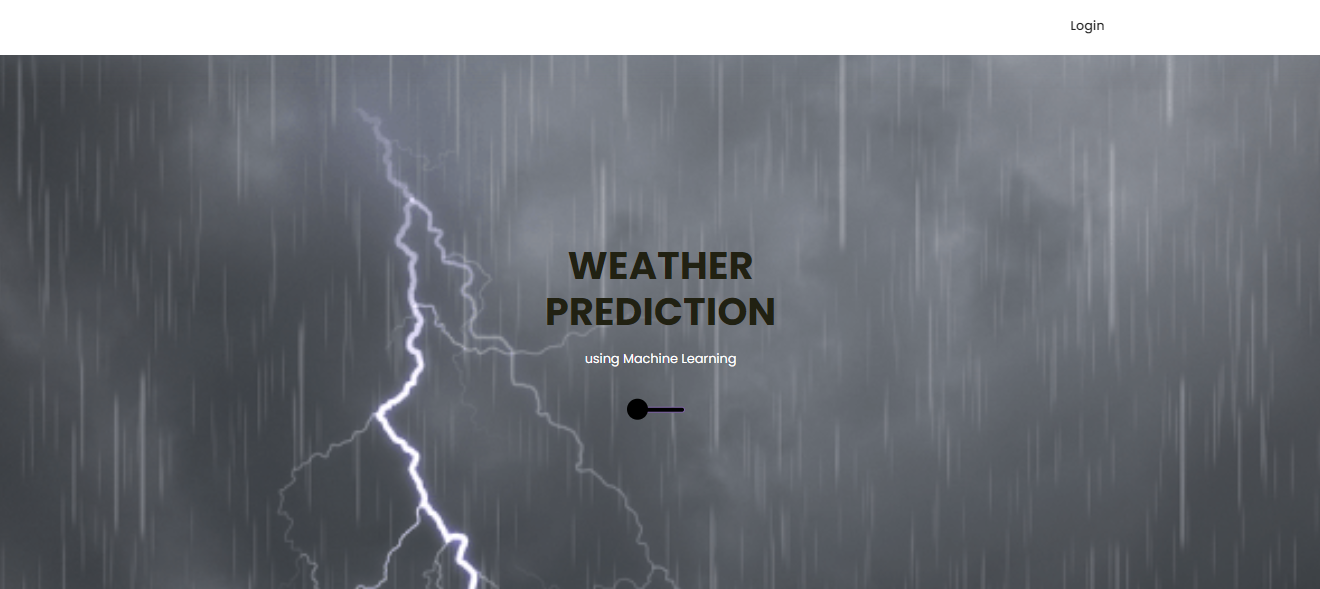 Login
WEATHER
PREDICTION
using Machine Learning